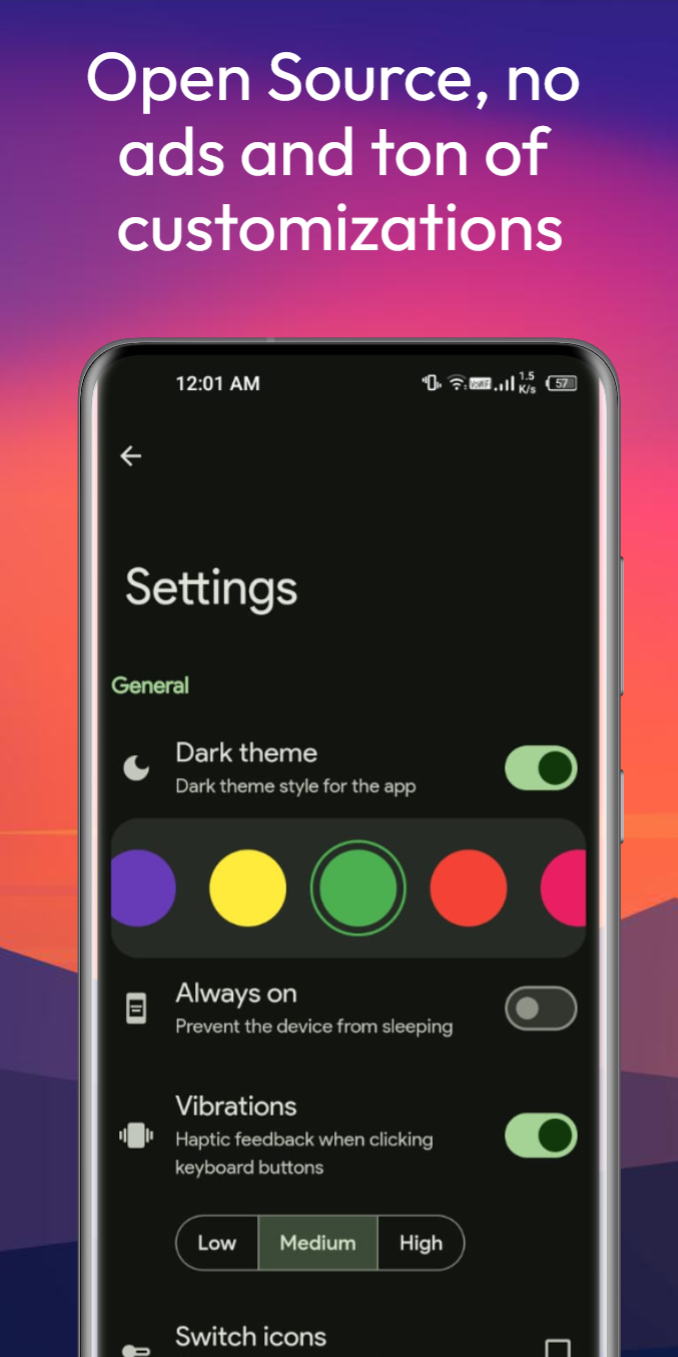 Open Source, no
ads and ton of
customizations
12:01 AM
1.5
K/s
57
Settings
General
Dark theme
Dark theme style for the app
Always on
Prevent the device from sleeping
Vibrations
Haptic feedback when clicking
keyboard buttons
Low Medium High
Switch icons